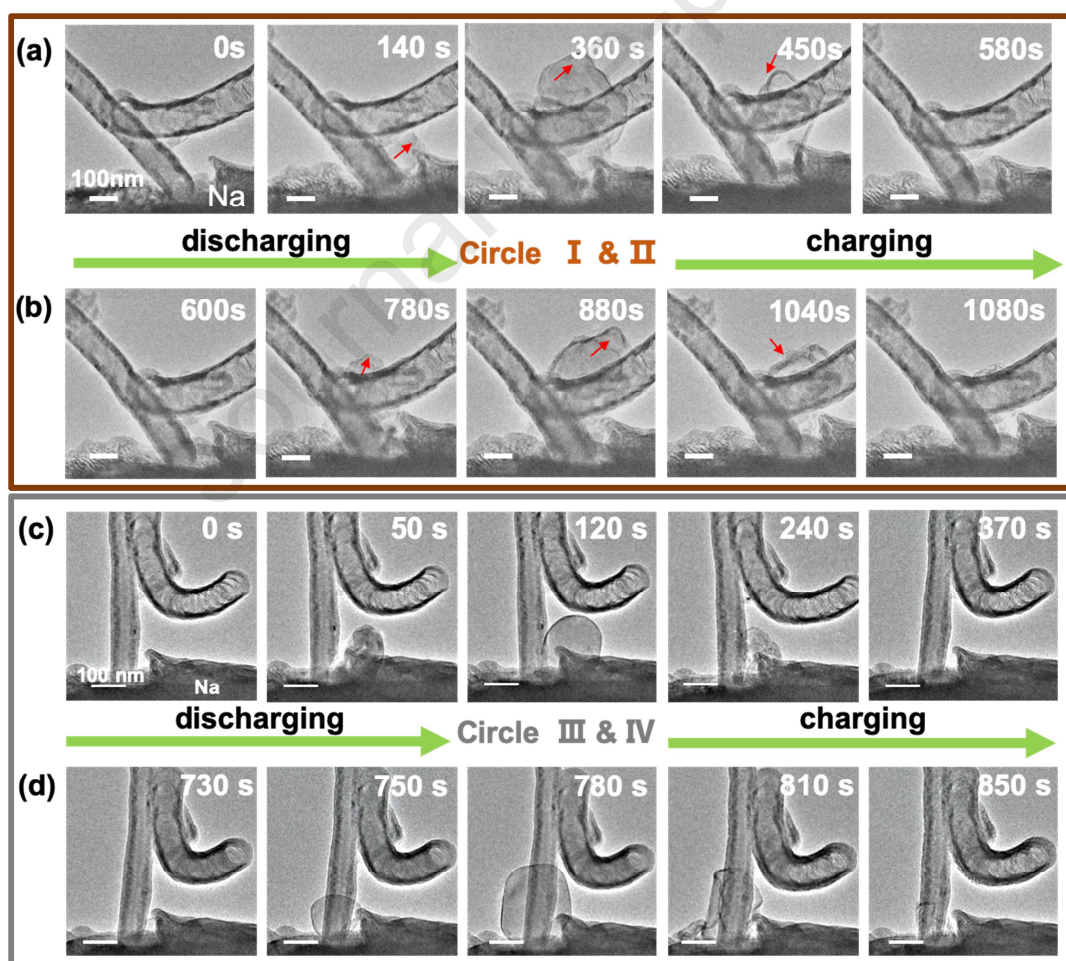 (a) 0s 140 s 360 s 450s 580 s
100nm Na
discharging Circle Ⅰ & Ⅱ charging
(b) 600s 780s 880s 1040s 1080s
(c) 0 s 50 s 120 s 240 s 370 s
100 nm Na
discharging Circle Ⅲ & Ⅳ charging
(d) 730 s 750 s 780 s 810 s 850 s